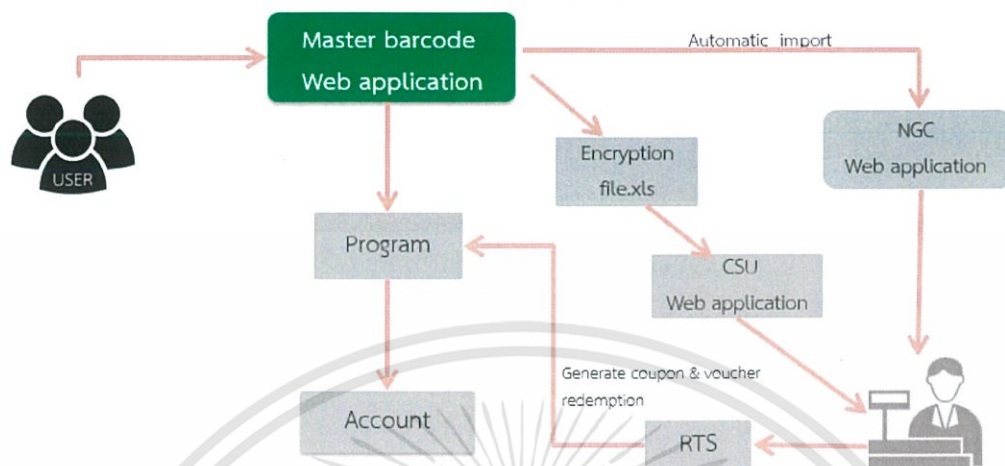 Master barcode
Web application
Automatic import
USER
Encryption
file.xls
NGC
Web application
Program
CSU
Web application
Generate coupon & voucher
redemption
Account
RTS